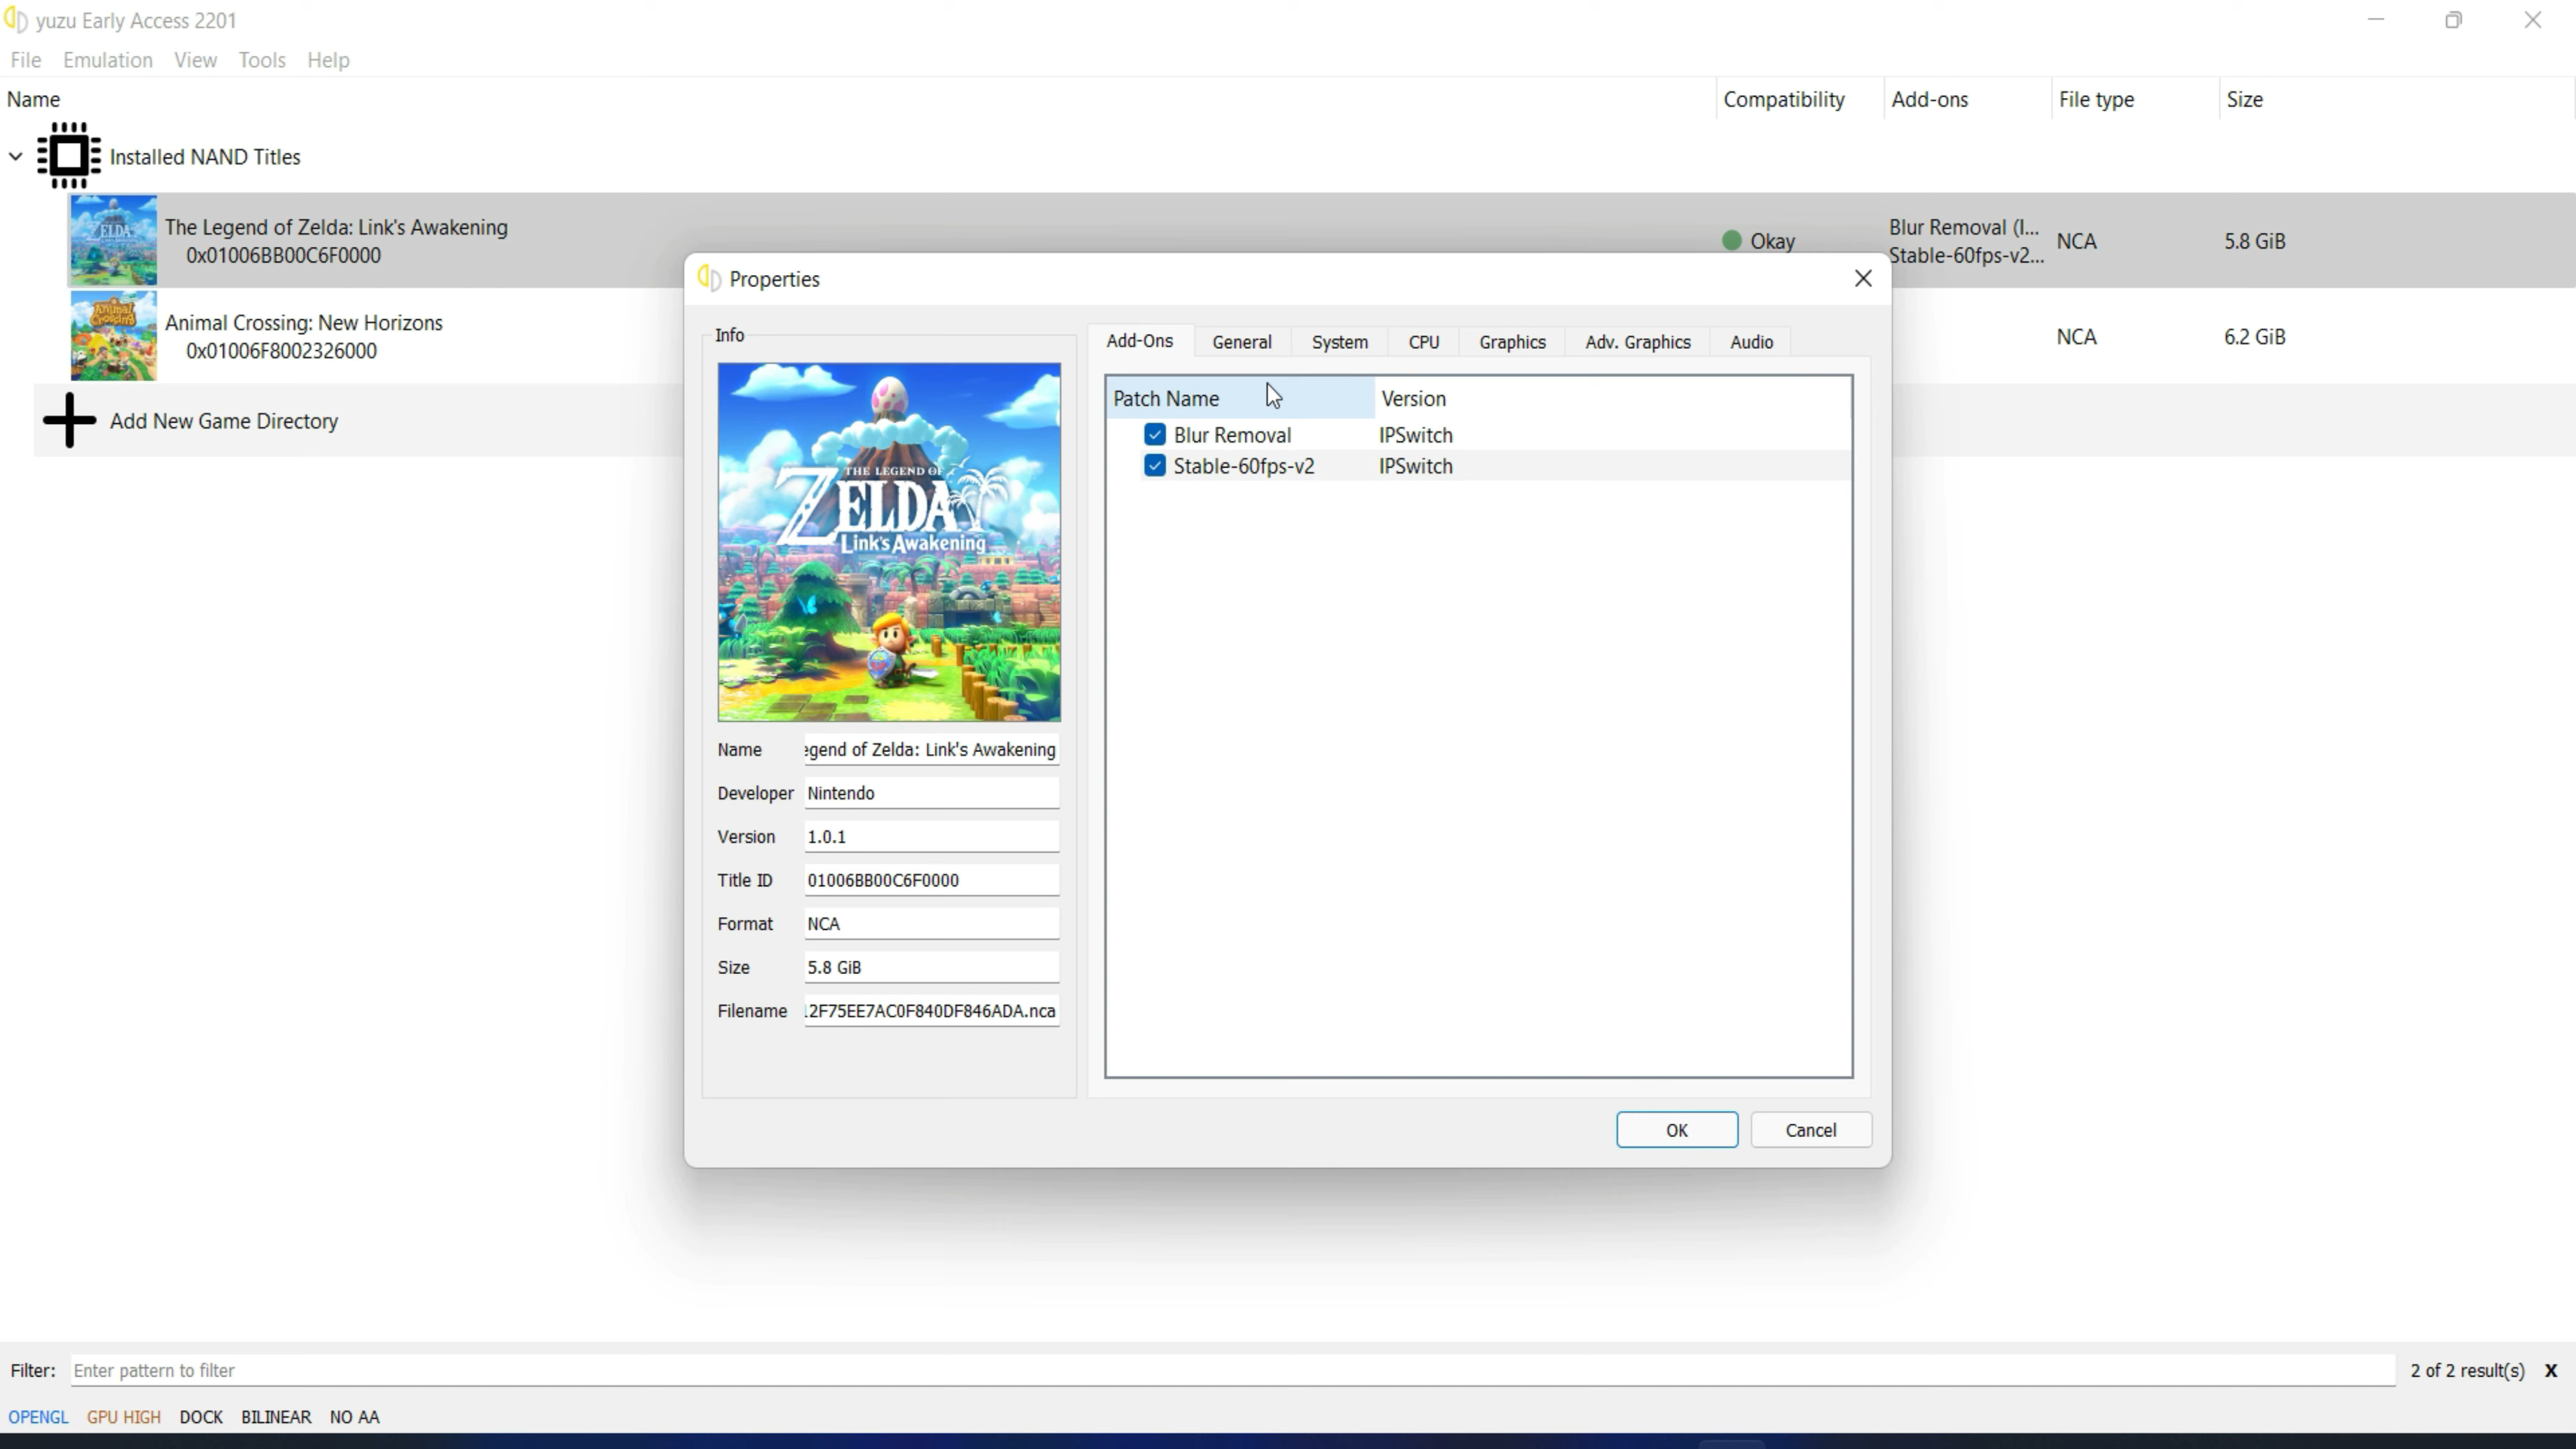 yuzu Early Access 2201
File Emulation View Tools Help
Name Compatibility Add-ons File type Size
Installed NAND Titles
The Legend of Zelda: Link's Awakening
0x01006BB00C6F0000
Okay
Blur Removal (I...
Stable-60fps-v2...
NCA
5.8 GiB
Animal Crossing: New Horizons
0x01006F8002326000
NCA
6.2 GiB
Add New Game Directory
Properties
Info
THE LEGEND OF
ZELDA
Link's Awakening
Name egend of Zelda: Link's Awakening
Developer Nintendo
Version 1.0.1
Title ID 01006BB00C6F0000
Format NCA
Size 5.8 GiB
Filename 12F75EE7AC0F840DF846ADA.nca
Add-Ons General System CPU Graphics Adv. Graphics Audio
Patch Name Version
Blur Removal IPSwitch
Stable-60fps-v2 IPSwitch
OK Cancel
Filter: Enter pattern to filter 2 of 2 result(s) X
OPENGL GPU HIGH DOCK BILINEAR NO AA